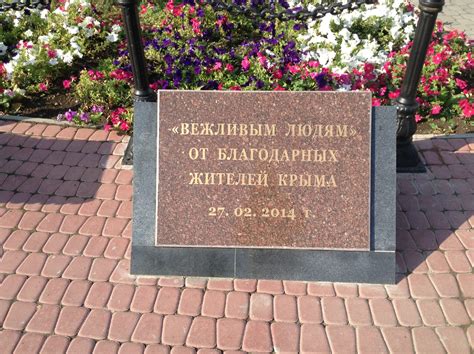 «ВЕЖЛИВЫМ ЛЮДЯМ»
ОТ БЛАГОДАРНЫХ
ЖИТЕЛЕЙ КРЫМА
27. 02. 2014 г.